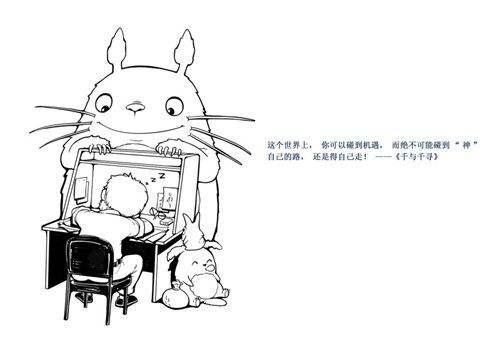 zzz
这个世界上， 你可以碰到机遇， 而绝不可能碰到 “ 神 ”
自己的路， 还是得自己走！ ——《千与千寻》